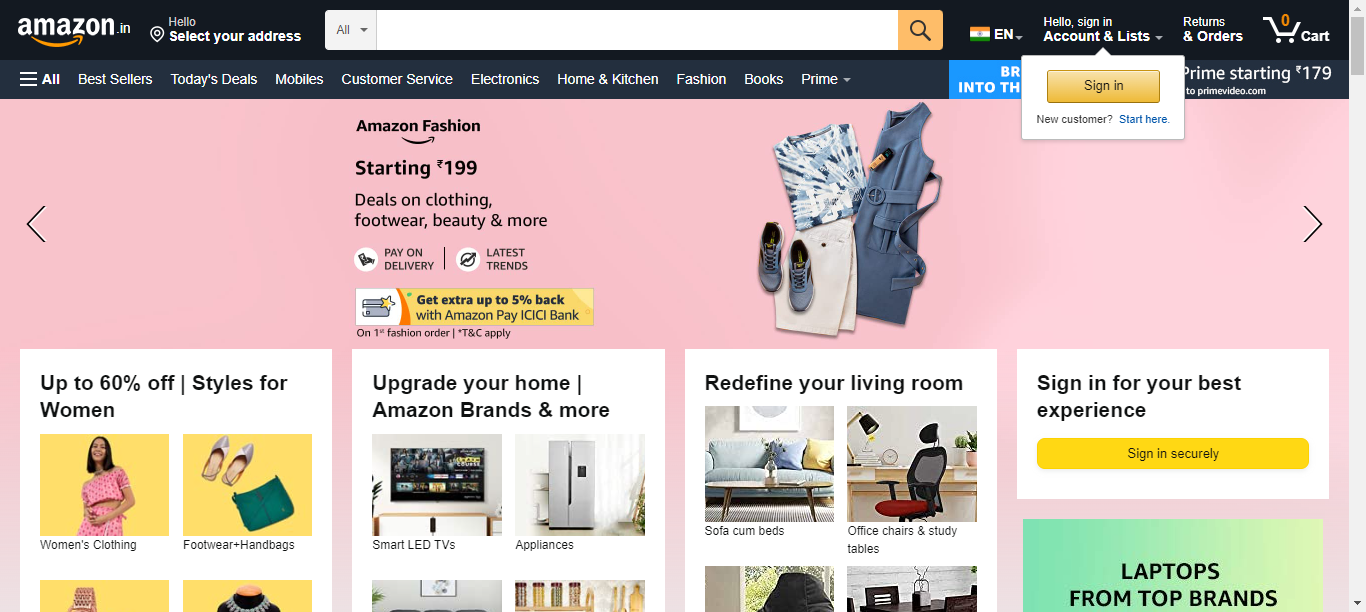 amazon.in
Hello
Select your address
All
EN
Hello, sign in
Account & Lists
Returns
& Orders
0
Cart
All
Best Sellers
Today's Deals
Mobiles
Customer Service
Electronics
Home & Kitchen
Fashion
Books
Prime
BR
INTO TH
Prime starting ₹179
to primevideo.com
Sign in
New customer? Start here.
Amazon Fashion
Starting ₹199
Deals on clothing,
footwear, beauty & more
PAY ON
DELIVERY
LATEST
TRENDS
Get extra up to 5% back
with Amazon Pay ICICI Bank
On 1st fashion order | *T&C apply
Up to 60% off | Styles for
Women
Women's Clothing
Footwear+Handbags
Upgrade your home |
Amazon Brands & more
Smart LED TVs
Appliances
Redefine your living room
Sofa cum beds
Office chairs & study
tables
Sign in for your best
experience
Sign in securely
LAPTOPS
FROM TOP BRANDS